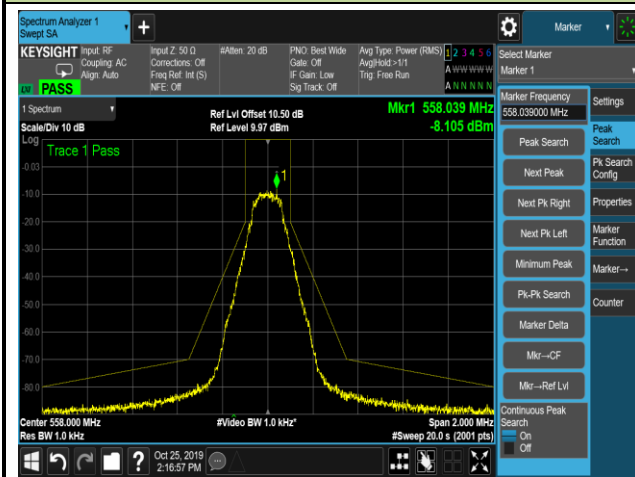 Spectrum Analyzer 1
Swept SA
+
Marker
KEYSIGHT
Input: RF
Coupling: AC
Align: Auto
Input Z: 50 Ω
Corrections: Off
Freq Ref: Int (S)
NFE: Off
#Atten: 20 dB
PNO: Best Wide
Gate: Off
IF Gain: Low
Sig Track: Off
Avg Type: Power (RMS)
Avg|Hold:>1/1
Trig: Free Run
1 2 3 4 5 6
A W W W W W
A N N N N N
LXI PASS
Select Marker
Marker 1
1 Spectrum
Scale/Div 10 dB
Log
Ref Lvl Offset 10.50 dB
Ref Level 9.97 dBm
Mkr1 558.039 MHz
-8.105 dBm
Trace 1 Pass
1
-0.03
-10.0
-20.0
-30.0
-40.0
-50.0
-60.0
-70.0
-80.0
Center 558.000 MHz
Res BW 1.0 kHz
#Video BW 1.0 kHz*
Span 2.000 MHz
#Sweep 20.0 s (2001 pts)
Marker Frequency
558.039000 MHz
Peak Search
Next Peak
Next Pk Right
Next Pk Left
Minimum Peak
Pk-Pk Search
Marker Delta
Mkr→CF
Mkr→Ref Lvl
Continuous Peak
Search
On
Off
Settings
Peak
Search
Pk Search
Config
Properties
Marker
Function
Marker→
Counter
?
Oct 25, 2019
2:16:57 PM